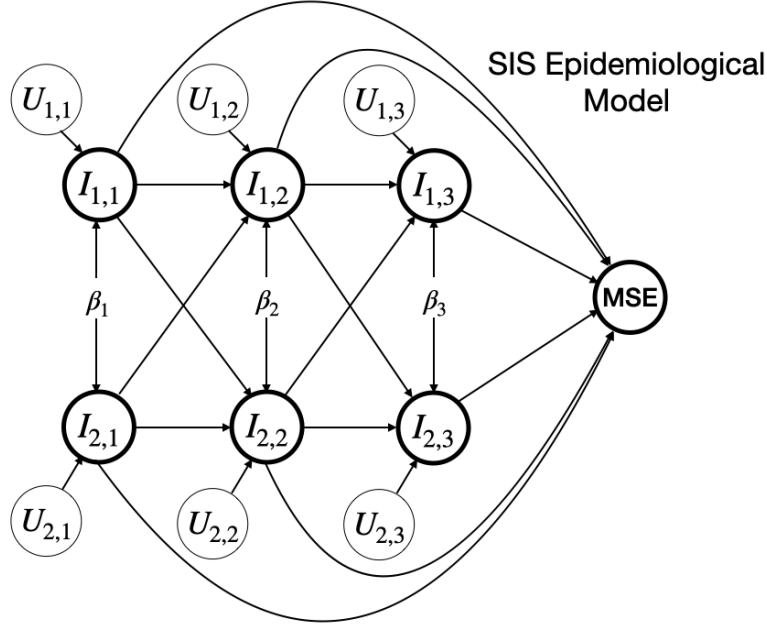 SIS Epidemiological
Model
U₁,₁ U₁,₂ U₁,₃
I₁,₁ I₁,₂ I₁,₃
β₁ β₂ β₃ MSE
I₂,₁ I₂,₂ I₂,₃
U₂,₁ U₂,₂ U₂,₃